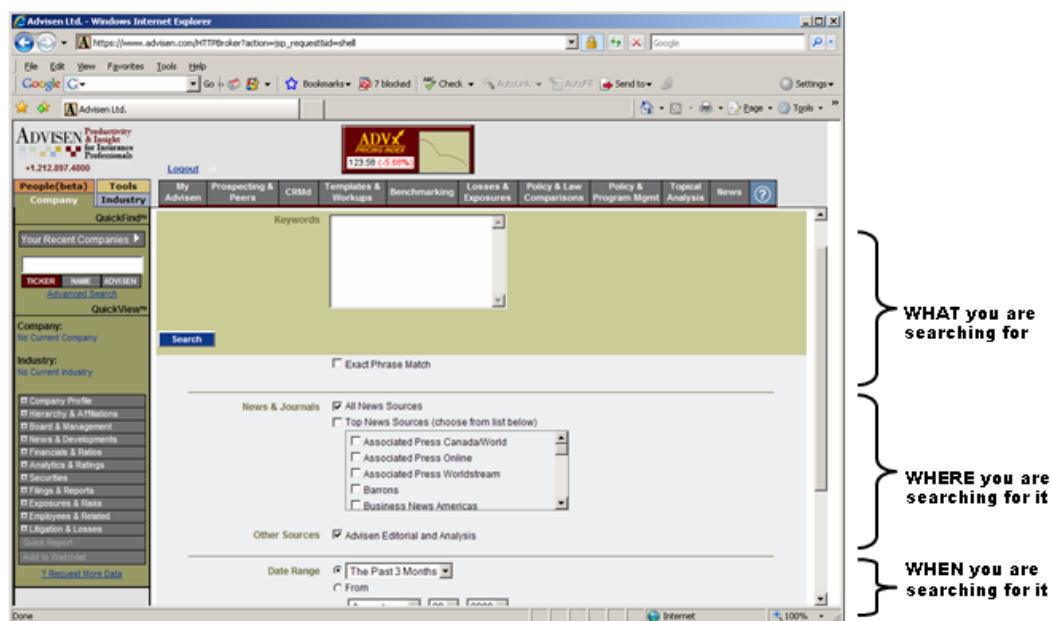 Advisen Ltd. - Windows Internet Explorer
https://www.advisen.com/HTTPBroker?action=jsp_request&id=shell
Google
File Edit View Favorites Tools Help
Google G Go Bookmarks 7 blocked Check AutoLink AutoFill Send to Settings
Advisen Ltd. Page Tools
ADVISEN Productivity & Insight for Insurance Professionals
+1.212.897.4800
Logout
ADVx
PRICING INDEX
123.58 (-5.68%)
People(beta) Tools
Company Industry
My Advisen
Prospecting & Peers
CRMd
Templates & Workups
Benchmarking
Losses & Exposures
Policy & Law Comparisons
Policy & Program Mgmt
Topical Analysis
News
?
QuickFind™
Your Recent Companies
TICKER NAME ADVISEN
Advanced Search
QuickView™
Company:
No Current Company
Industry:
No Current Industry
Company Profile
Hierarchy & Affiliations
Board & Management
News & Developments
Financials & Ratios
Analytics & Ratings
Securities
Filings & Reports
Exposures & Risks
Employees & Related
Litigation & Losses
Quick Report
Add to Watchlist
? Request More Data
Keywords
Search
Exact Phrase Match
News & Journals
All News Sources
Top News Sources (choose from list below)
Associated Press Canada/World
Associated Press Online
Associated Press Worldstream
Barrons
Business News Americas
Other Sources
Advisen Editorial and Analysis
Date Range
The Past 3 Months
From
WHAT you are
searching for
WHERE you are
searching for it
WHEN you are
searching for it
Done
Internet
100%